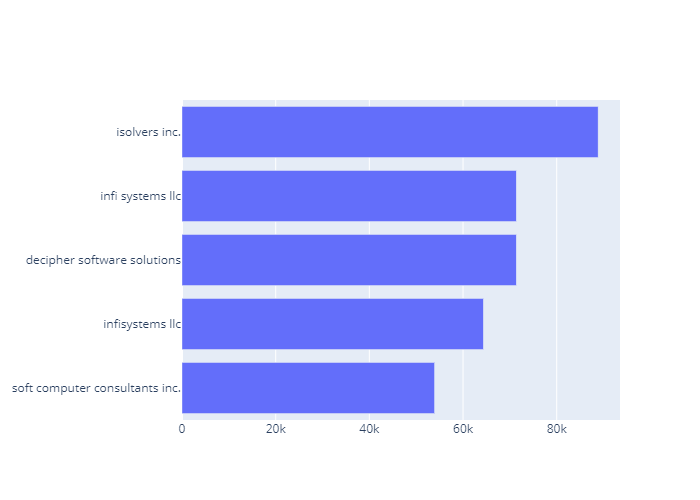 isolvers inc.
infi systems llc
decipher software solutions
infisystems llc
soft computer consultants inc.
0 20k 40k 60k 80k